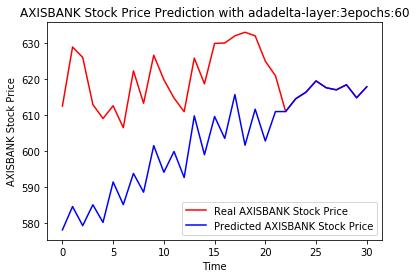 AXISBANK Stock Price Prediction with adadelta-layer:3epochs:60
AXISBANK Stock Price
630
620
610
600
590
580
Real AXISBANK Stock Price
Predicted AXISBANK Stock Price
0 5 10 15 20 25 30
Time